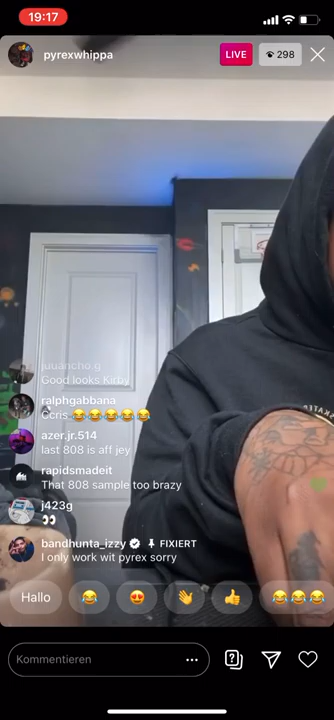 19:17
pyrexwhippa
LIVE
298
juuancho.g
Good looks Kirby
ralphgabbana
Ccris 😂😂😂😂😂
azer.jr.514
last 808 is aff jey
rapidsmadeit
That 808 sample too brazy
j423g
👀
bandhunta_izzy FIXIERT
I only work wit pyrex sorry
Hallo 😂 😍 👋 👍 😂😂😂
Kommentieren